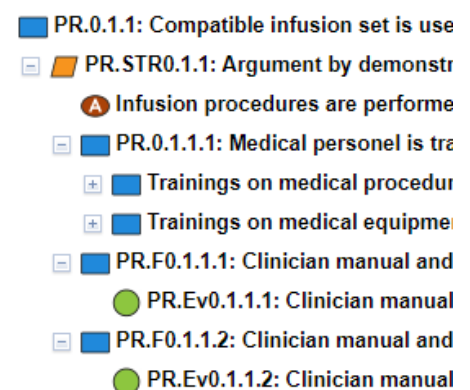 PR.0.1.1: Compatible infusion set is use
PR.STR0.1.1: Argument by demonst
A Infusion procedures are performe
PR.0.1.1.1: Medical personel is tra
Trainings on medical procedur
Trainings on medical equipme
PR.F0.1.1.1: Clinician manual and
PR.Ev0.1.1.1: Clinician manual
PR.F0.1.1.2: Clinician manual and
PR.Ev0.1.1.2: Clinician manual